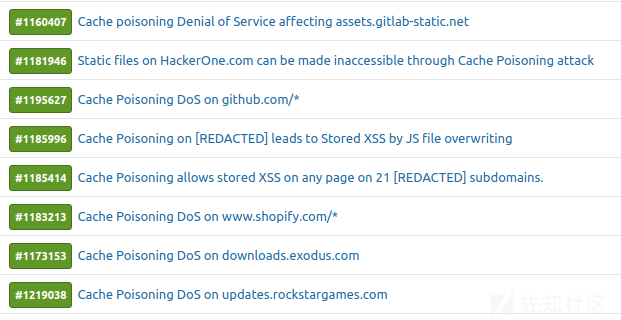 #1160407 Cache poisoning Denial of Service affecting assets.gitlab-static.net
#1181946 Static files on HackerOne.com can be made inaccessible through Cache Poisoning attack
#1195627 Cache Poisoning DoS on github.com/*
#1185996 Cache Poisoning on [REDACTED] leads to Stored XSS by JS file overwriting
#1185414 Cache Poisoning allows stored XSS on any page on 21 [REDACTED] subdomains.
#1183213 Cache Poisoning DoS on www.shopify.com/*
#1173153 Cache Poisoning DoS on downloads.exodus.com
#1219038 Cache Poisoning DoS on updates.rockstargames.com
先知社区